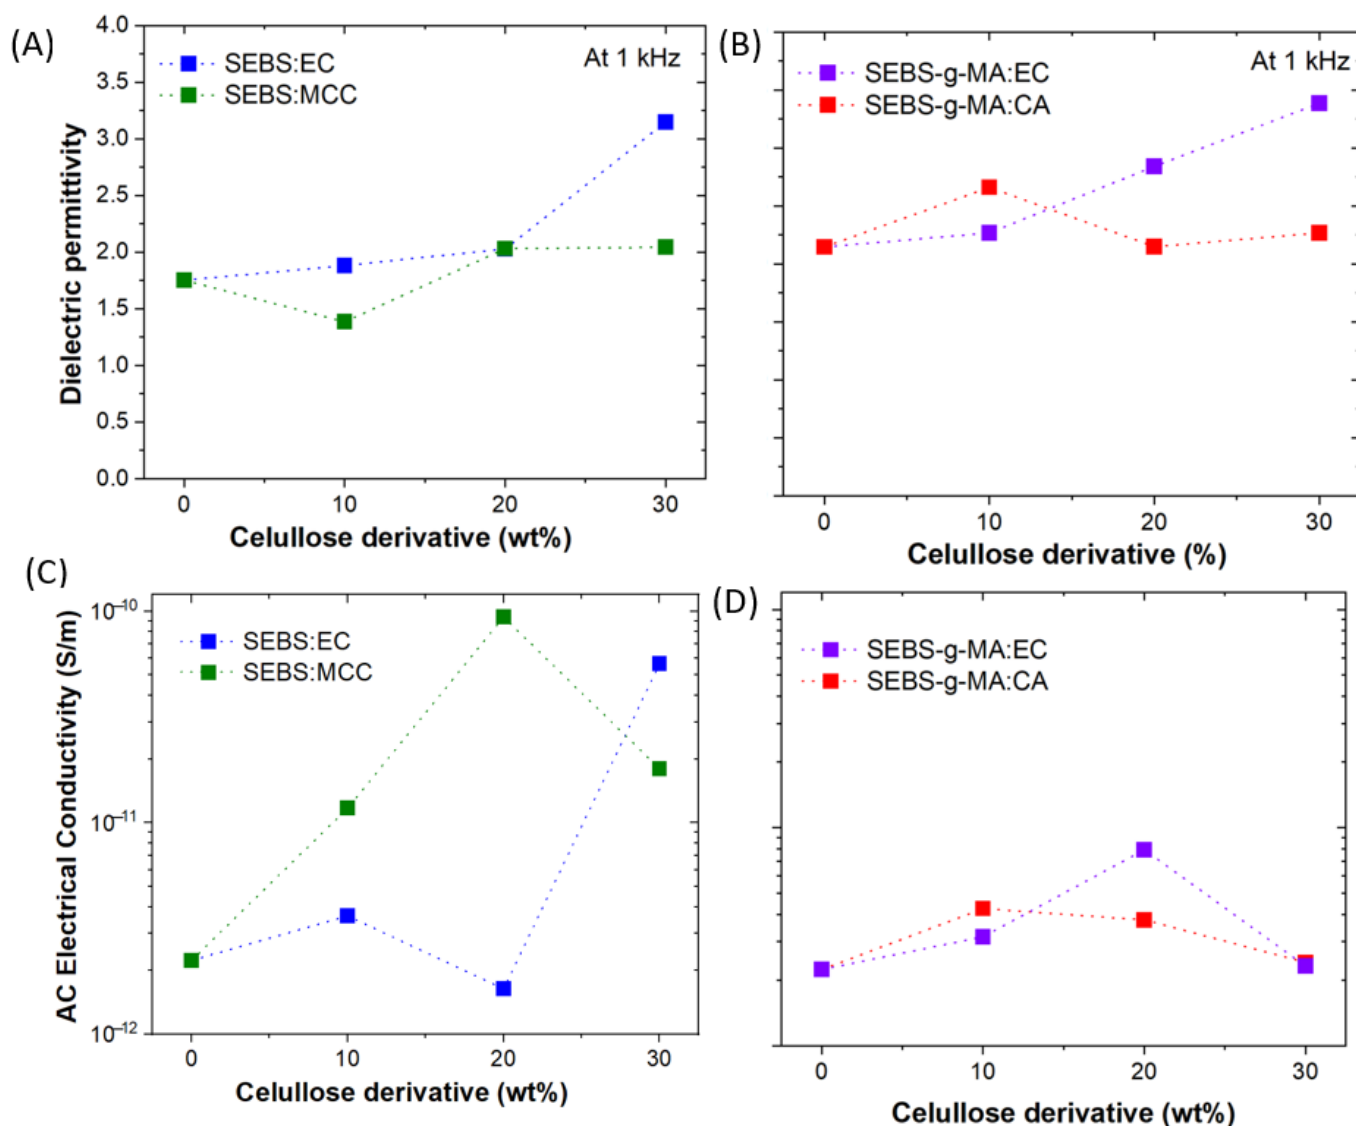 (A)
SEBS:EC
SEBS:MCC
At 1 kHz
Dielectric permittivity
4.0
3.5
3.0
2.5
2.0
1.5
1.0
0.5
0.0
0 10 20 30
Celullose derivative (wt%)
(B)
SEBS-g-MA:EC
SEBS-g-MA:CA
At 1 kHz
0 10 20 30
Celullose derivative (%)
(C)
SEBS:EC
SEBS:MCC
AC Electrical Conductivity (S/m)
10⁻¹⁰
10⁻¹¹
10⁻¹²
0 10 20 30
Celullose derivative (wt%)
(D)
SEBS-g-MA:EC
SEBS-g-MA:CA
0 10 20 30
Celullose derivative (wt%)